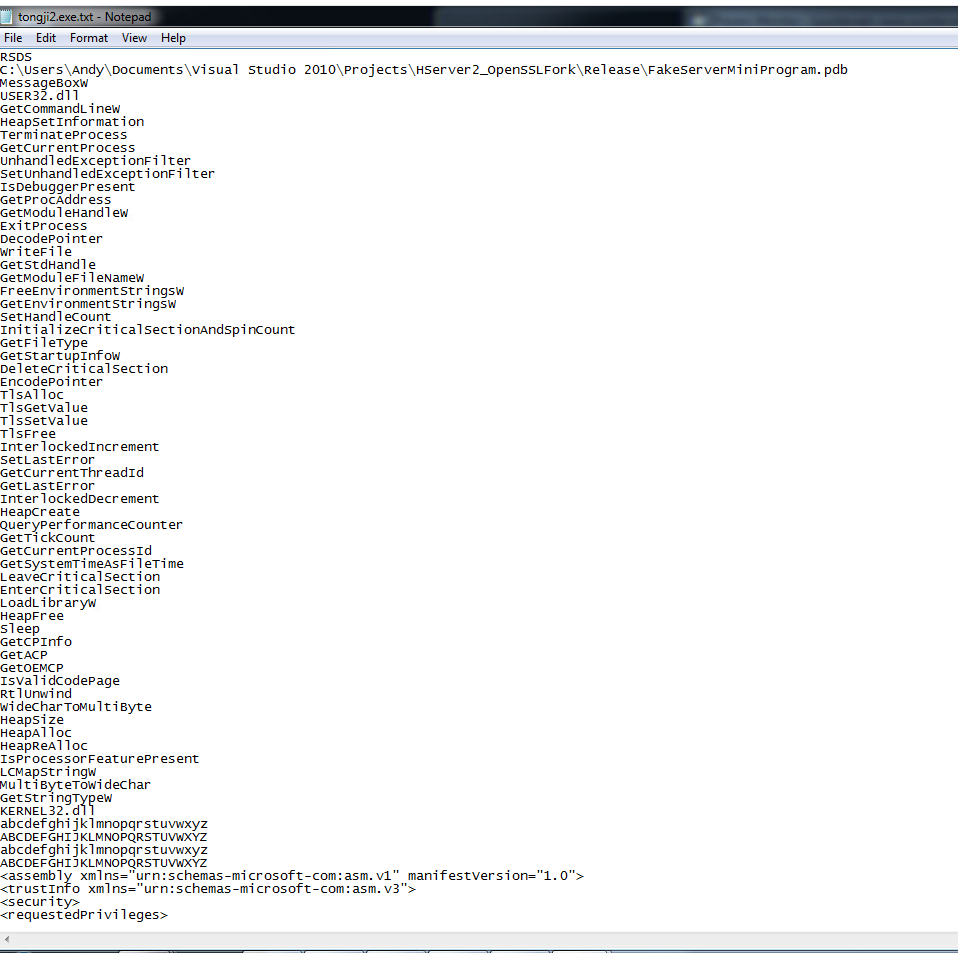 tongji2.exe.txt - Notepad
File Edit Format View Help
RSDS
C:\Users\Andy\Documents\Visual Studio 2010\Projects\HServer2_OpenSSLFork\Release\FakeServerMiniProgram.pdb
MessageBoxW
USER32.dll
GetCommandLineW
HeapSetInformation
TerminateProcess
GetCurrentProcess
UnhandledExceptionFilter
SetUnhandledExceptionFilter
IsDebuggerPresent
GetProcAddress
GetModuleHandleW
ExitProcess
DecodePointer
WriteFile
GetStdHandle
GetModuleFileNameW
FreeEnvironmentStringsW
GetEnvironmentStringsW
SetHandleCount
InitializeCriticalSectionAndSpinCount
GetFileType
GetStartupInfoW
DeleteCriticalSection
EncodePointer
TlsAlloc
TlsGetValue
TlsSetValue
TlsFree
InterlockedIncrement
SetLastError
GetCurrentThreadId
GetLastError
InterlockedDecrement
HeapCreate
QueryPerformanceCounter
GetTickCount
GetCurrentProcessId
GetSystemTimeAsFileTime
LeaveCriticalSection
EnterCriticalSection
LoadLibraryW
HeapFree
Sleep
GetCPInfo
GetACP
GetOEMCP
IsValidCodePage
RtlUnwind
WideCharToMultiByte
HeapSize
HeapAlloc
HeapReAlloc
IsProcessorFeaturePresent
LCMapStringW
MultiByteToWideChar
GetStringTypeW
KERNEL32.dll
abcdefghijklmnopqrstuvwxyz
ABCDEFGHIJKLMNOPQRSTUVWXYZ
abcdefghijklmnopqrstuvwxyz
ABCDEFGHIJKLMNOPQRSTUVWXYZ
<assembly xmlns="urn:schemas-microsoft-com:asm.v1" manifestVersion="1.0">
<trustInfo xmlns="urn:schemas-microsoft-com:asm.v3">
<security>
<requestedPrivileges>